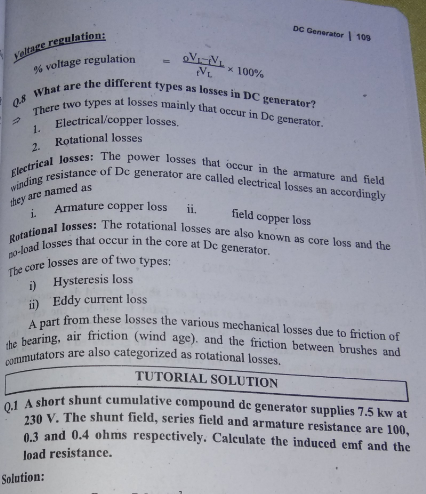 DC Generator | 109
Voltage regulation:
% voltage regulation = oVL-fVL / fVL × 100%
Q.8 What are the different types as losses in DC generator?
⇒ There two types at losses mainly that occur in Dc generator.
1. Electrical/copper losses.
2. Rotational losses
Electrical losses: The power losses that occur in the armature and field
winding resistance of Dc generator are called electrical losses an accordingly
they are named as
i. Armature copper loss ii. field copper loss
Rotational losses: The rotational losses are also known as core loss and the
no-load losses that occur in the core at Dc generator.
The core losses are of two types:
i) Hysteresis loss
ii) Eddy current loss
A part from these losses the various mechanical losses due to friction of
the bearing, air friction (wind age). and the friction between brushes and
commutators are also categorized as rotational losses.
TUTORIAL SOLUTION
Q.1 A short shunt cumulative compound dc generator supplies 7.5 kw at
230 V. The shunt field, series field and armature resistance are 100,
0.3 and 0.4 ohms respectively. Calculate the induced emf and the
load resistance.
Solution: